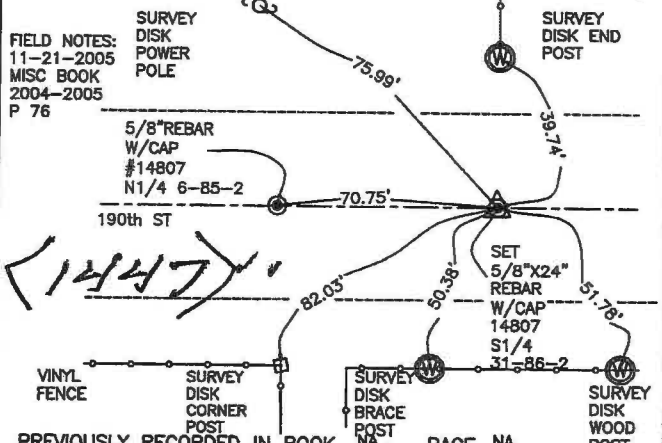 FIELD NOTES:
11-21-2005
MISC BOOK
2004-2005
P 76
SURVEY
DISK
POWER
POLE
SURVEY
DISK END
POST
W
75.99'
39.74'
5/8"REBAR
W/CAP
#14807
N1/4 6-85-2
70.75'
190th ST
(1447)"
82.03'
50.38'
SET
5/8"X24"
REBAR
W/CAP
14807
S1/4
31-86-2
51.78'
W
W
VINYL
FENCE
SURVEY
DISK
CORNER
POST
SURVEY
DISK
BRACE
POST
SURVEY
DISK
WOOD
PREVIOUSLY RECORDED IN BOOK NA PAGE NA